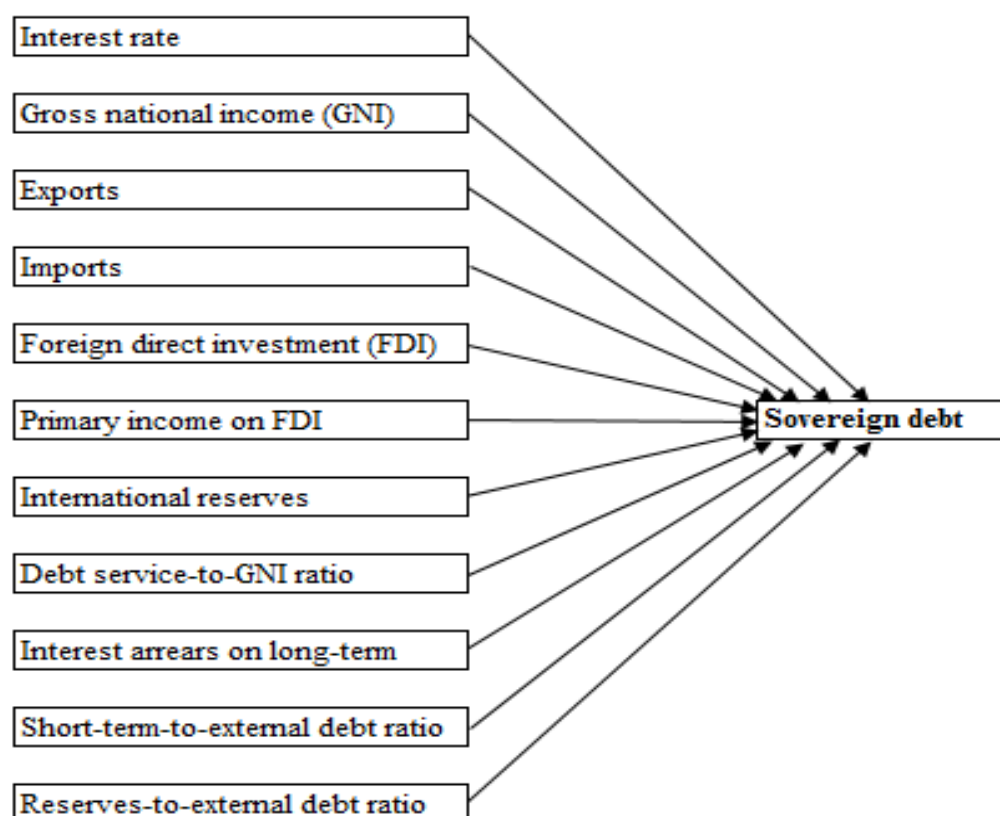 Interest rate
Gross national income (GNI)
Exports
Imports
Foreign direct investment (FDI)
Primary income on FDI
Sovereign debt
International reserves
Debt service-to-GNI ratio
Interest arrears on long-term
Short-term-to-external debt ratio
Reserves-to-external debt ratio